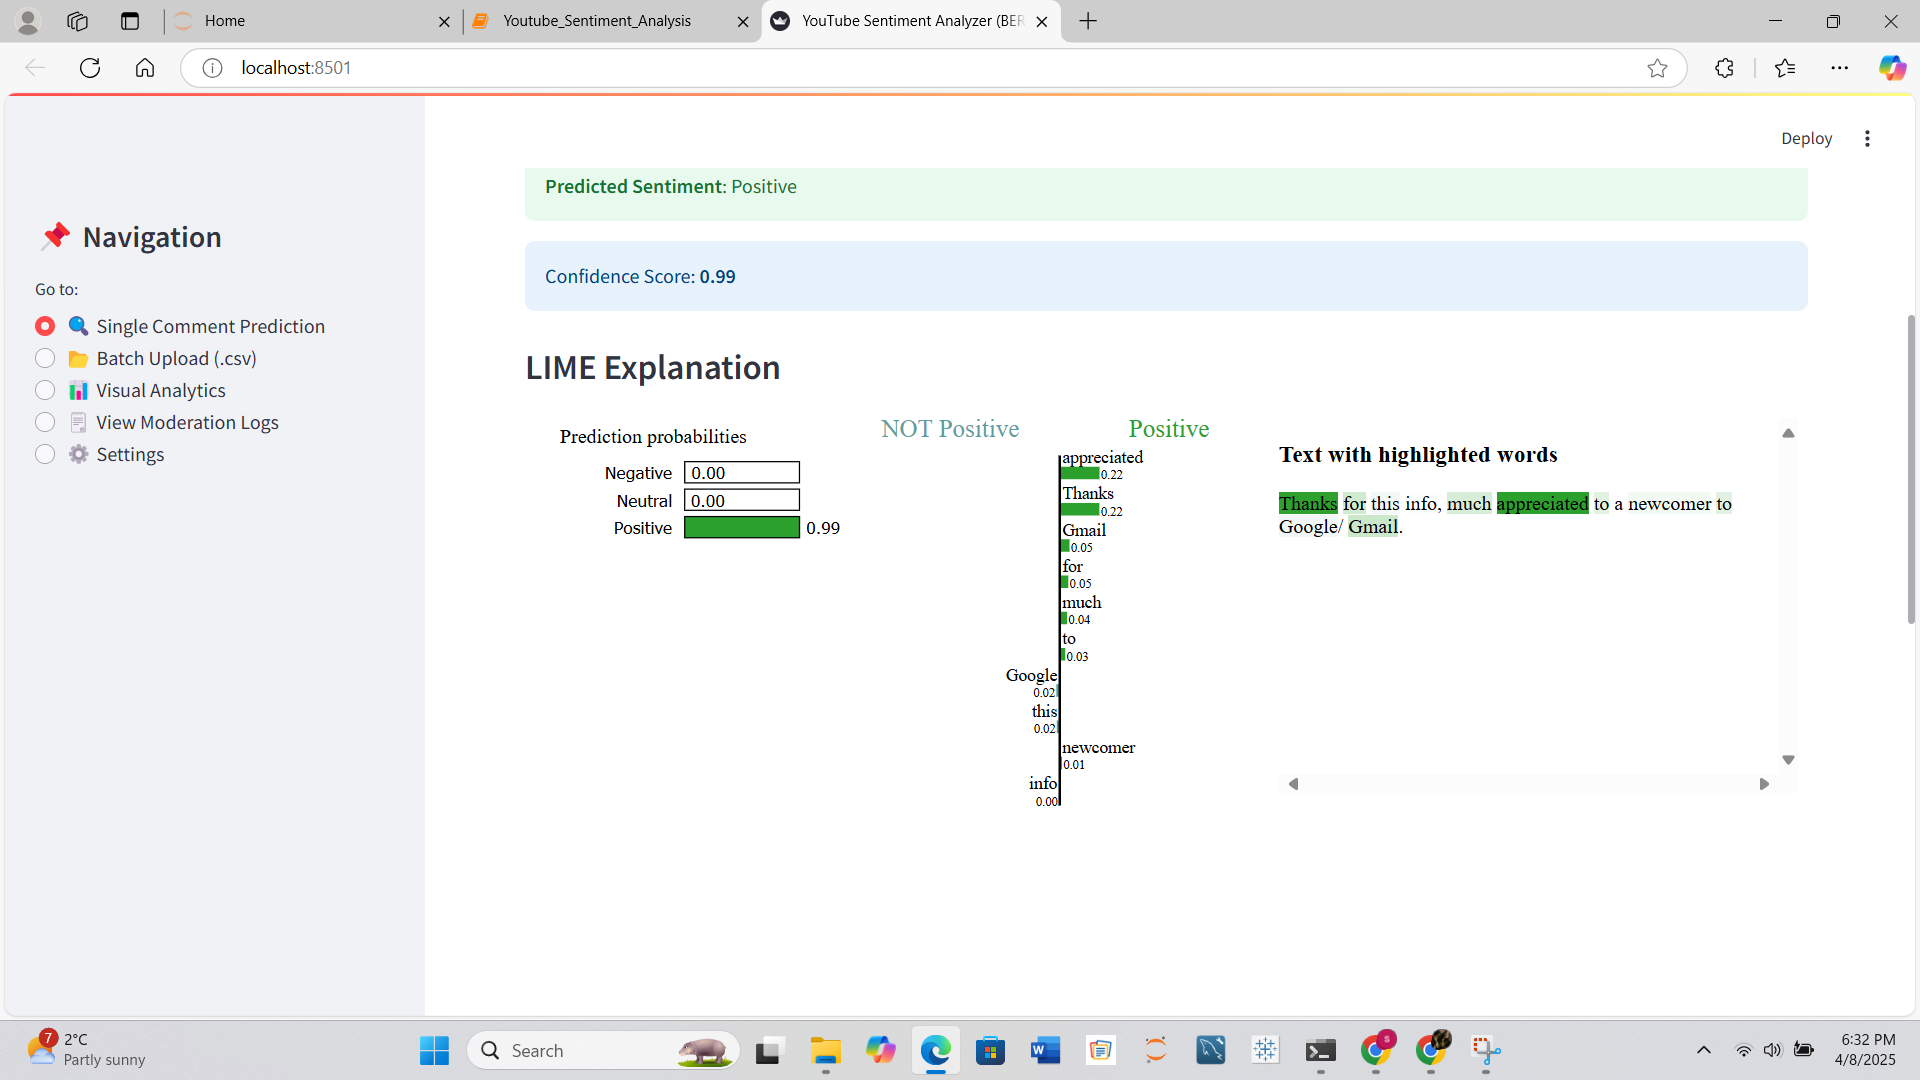 Home
Youtube_Sentiment_Analysis
YouTube Sentiment Analyzer (BER
localhost:8501
Deploy
Navigation
Go to:
Single Comment Prediction
Batch Upload (.csv)
Visual Analytics
View Moderation Logs
Settings
Predicted Sentiment: Positive
Confidence Score: 0.99
LIME Explanation
Prediction probabilities
Negative 0.00
Neutral 0.00
Positive 0.99
NOT Positive Positive
appreciated
0.22
Thanks
0.22
Gmail
0.05
for
0.05
much
0.04
to
0.03
Google
0.02
this
0.02
newcomer
0.01
info
0.00
Text with highlighted words
Thanks for this info, much appreciated to a newcomer to
Google/ Gmail.
7
2°C
Partly sunny
Search
W
s
6:32 PM
4/8/2025